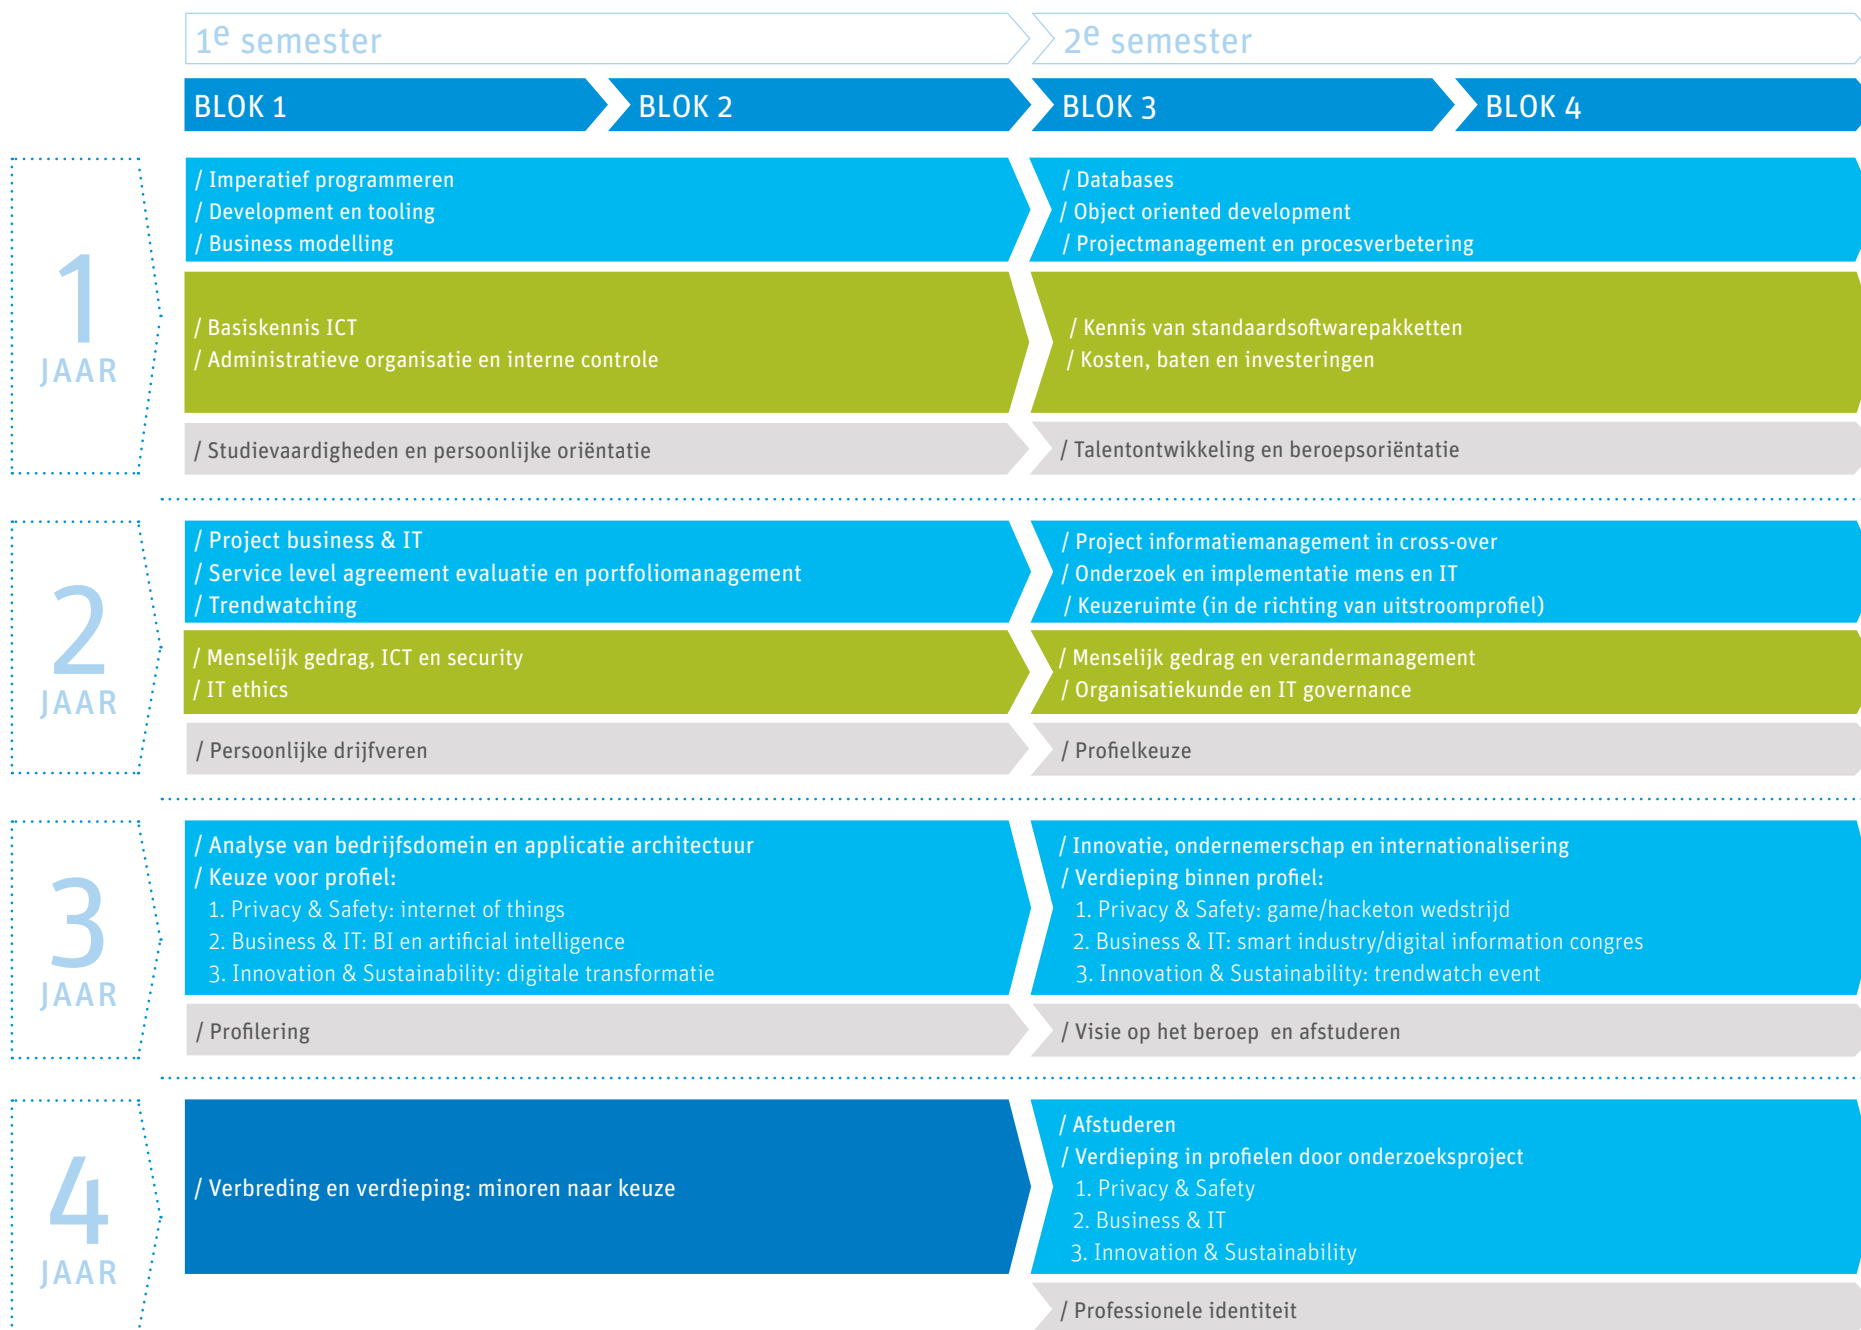 1e semester
2e semester
BLOK 1
BLOK 2
BLOK 3
BLOK 4
1
JAAR
/ Imperatief programmeren
/ Development en tooling
/ Business modelling
/ Databases
/ Object oriented development
/ Projectmanagement en procesverbetering
/ Basiskennis ICT
/ Administratieve organisatie en interne controle
/ Kennis van standaardsoftwarepakketten
/ Kosten, baten en investeringen
/ Studievaardigheden en persoonlijke oriëntatie
/ Talentontwikkeling en beroepsoriëntatie
2
JAAR
/ Project business & IT
/ Service level agreement evaluatie en portfoliomanagement
/ Trendwatching
/ Project informatiemanagement in cross-over
/ Onderzoek en implementatie mens en IT
/ Keuzeruimte (in de richting van uitstroomprofiel)
/ Menselijk gedrag, ICT en security
/ IT ethics
/ Menselijk gedrag en verandermanagement
/ Organisatiekunde en IT governance
/ Persoonlijke drijfveren
/ Profielkeuze
3
JAAR
/ Analyse van bedrijfsdomein en applicatie architectuur
/ Keuze voor profiel:
1. Privacy & Safety: internet of things
2. Business & IT: BI en artificial intelligence
3. Innovation & Sustainability: digitale transformatie
/ Innovatie, ondernemerschap en internationalisering
/ Verdieping binnen profiel:
1. Privacy & Safety: game/hacketon wedstrijd
2. Business & IT: smart industry/digital information congres
3. Innovation & Sustainability: trendwatch event
/ Profilering
/ Visie op het beroep en afstuderen
4
JAAR
/ Verbreding en verdieping: minoren naar keuze
/ Afstuderen
/ Verdieping in profielen door onderzoeksproject
1. Privacy & Safety
2. Business & IT
3. Innovation & Sustainability
/ Professionele identiteit